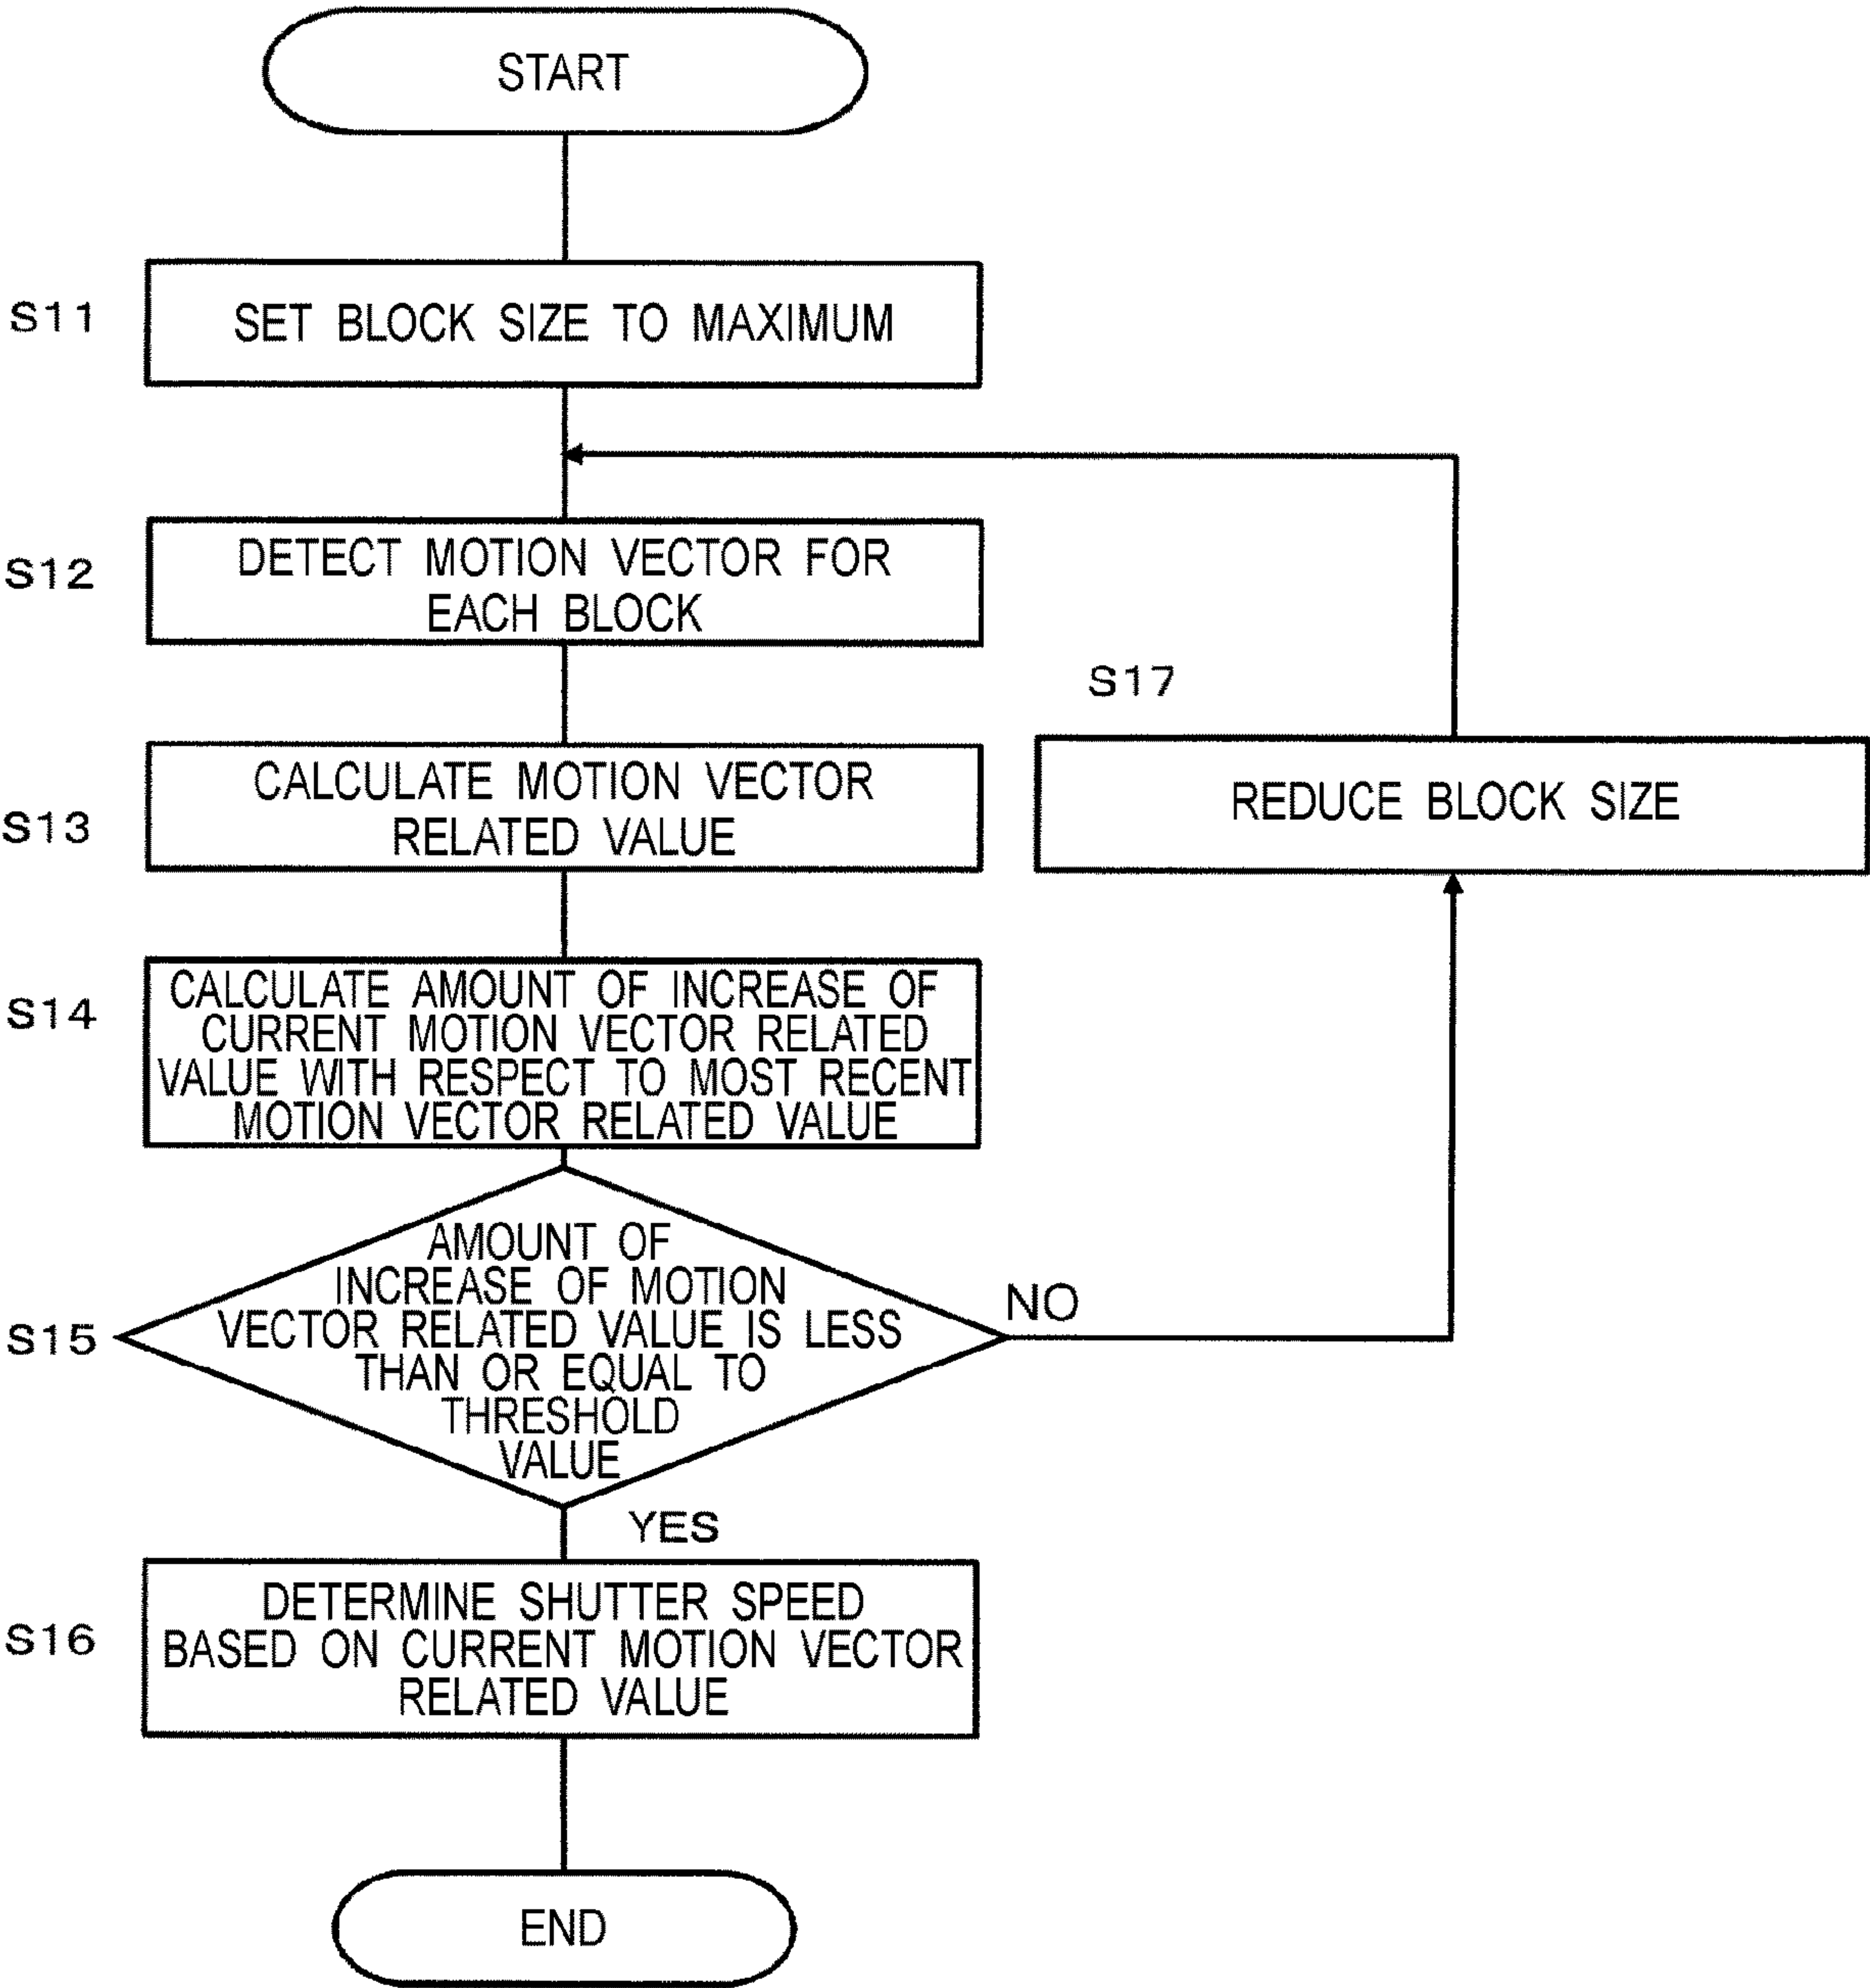 START
S11
SET BLOCK SIZE TO MAXIMUM
S12
DETECT MOTION VECTOR FOR
EACH BLOCK
S17
REDUCE BLOCK SIZE
S13
CALCULATE MOTION VECTOR
RELATED VALUE
S14
CALCULATE AMOUNT OF INCREASE OF
CURRENT MOTION VECTOR RELATED
VALUE WITH RESPECT TO MOST RECENT
MOTION VECTOR RELATED VALUE
S15
AMOUNT OF
INCREASE OF MOTION
VECTOR RELATED VALUE IS LESS
THAN OR EQUAL TO
THRESHOLD
VALUE
NO
YES
S16
DETERMINE SHUTTER SPEED
BASED ON CURRENT MOTION VECTOR
RELATED VALUE
END